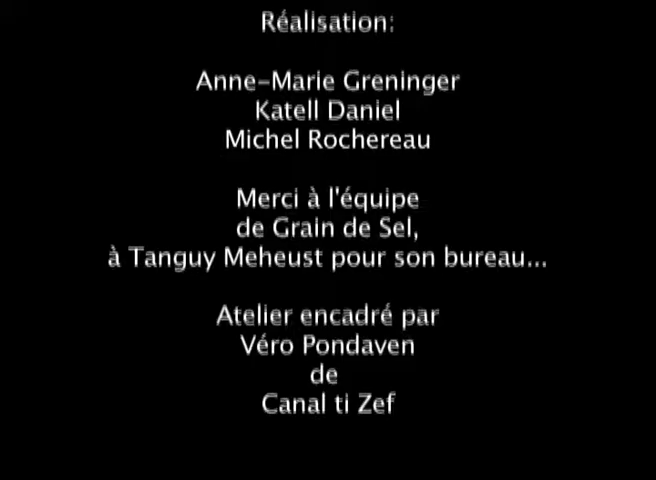 Réalisation:
Anne-Marie Greninger
Katell Daniel
Michel Rochereau
Merci à l'équipe
de Grain de Sel,
à Tanguy Meheust pour son bureau...
Atelier encadré par
Véro Pondaven
de
Canal ti Zef